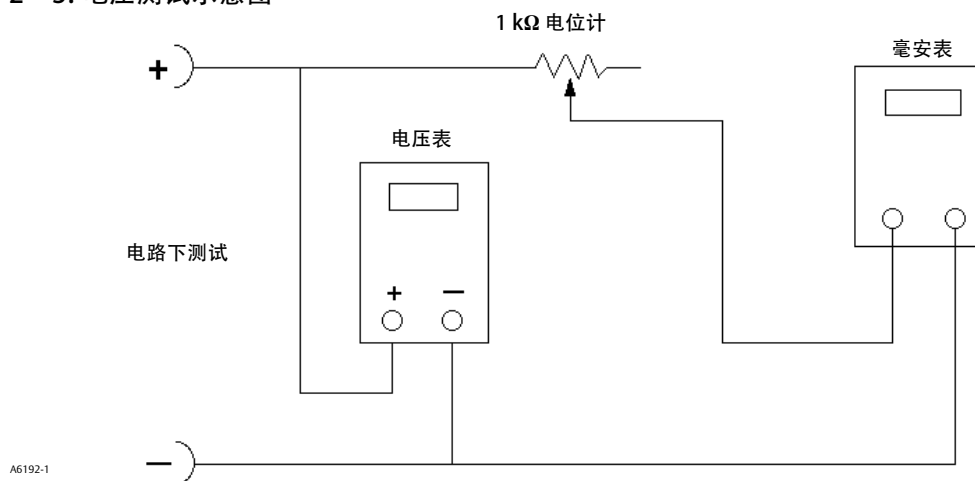 1 kΩ 电位计
毫安表
+
电压表
电路下测试
+ —
—
A6192-1